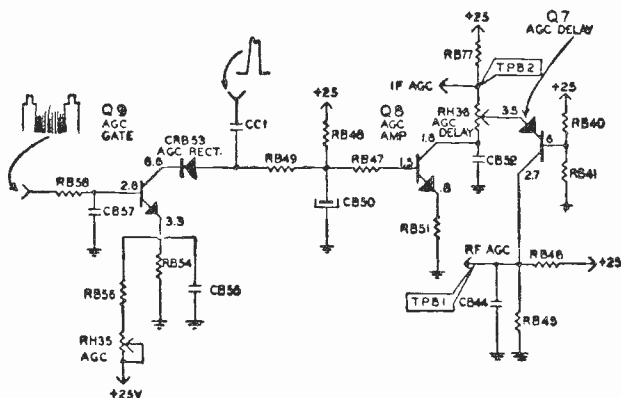 Q7
AGC DELAY
+25
RB77
TPB2
IF AGC
+25
Q9
AGC
GATE
+25
Q8
AGC
AMP
RH36
AGC
DELAY
3.5
RB40
6.6
CRB53
AGC RECT.
CC1
RB48
1.8
.6
RB49
RB47
CB52
RB41
RB58
2.8
1.5
2.7
CB57
CB50
.8
3.3
RB51
RF AGC
RB46
+25
RB54
RB56
CB56
TPB1
CB44
RB45
RH35
AGC
+25V